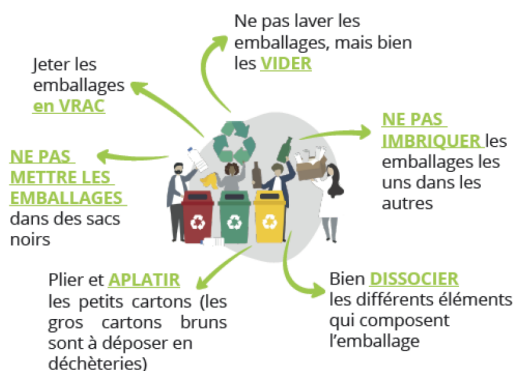 Ne pas laver les
emballages, mais bien
les VIDER
Jeter les
emballages
en VRAC
NE PAS
IMBRIQUER les
emballages les
uns dans les
autres
NE PAS
METTRE LES
EMBALLAGES
dans des sacs
noirs
Plier et APLATIR
les petits cartons (les
gros cartons bruns
sont à déposer en
déchèteries)
Bien DISSOCIER
les différents éléments
qui composent
l'emballage